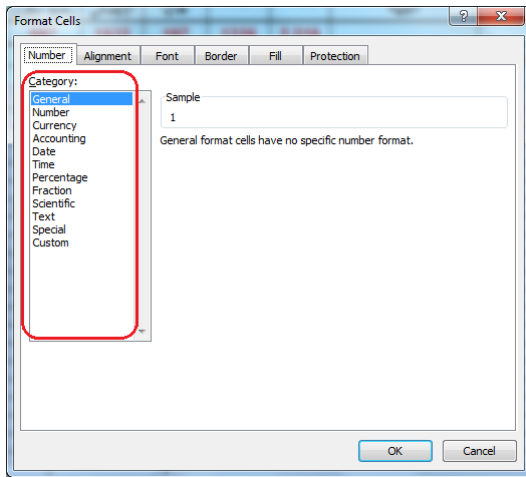 Format Cells
Number Alignment Font Border Fill Protection
Category:
General
Number
Currency
Accounting
Date
Time
Percentage
Fraction
Scientific
Text
Special
Custom
Sample
1
General format cells have no specific number format.
OK Cancel